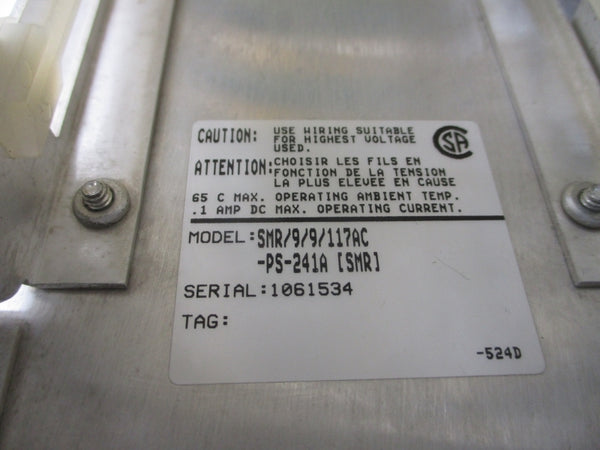 CAUTION: USE WIRING SUITABLE
FOR HIGHEST VOLTAGE
USED.
CSA
ATTENTION: CHOISIR LES FILS EN
FONCTION DE LA TENSION
LA PLUS ELEVEE EN CAUSE
65 C MAX. OPERATING AMBIENT TEMP.
.1 AMP DC MAX. OPERATING CURRENT.
MODEL: SMR/9/9/117AC
-PS-241A [SMR]
SERIAL: 1061534
TAG:
-524D